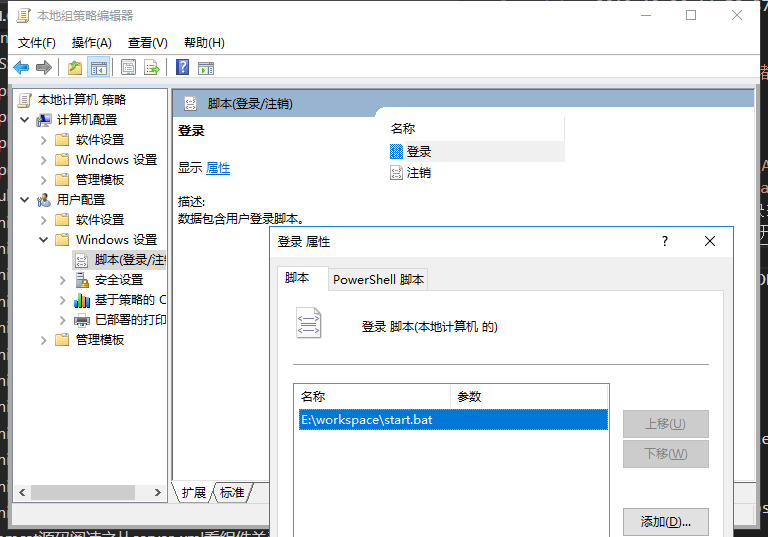 本地组策略编辑器
文件(F) 操作(A) 查看(V) 帮助(H)
本地计算机 策略
计算机配置
软件设置
Windows 设置
管理模板
用户配置
软件设置
Windows 设置
脚本(登录/注
安全设置
基于策略的
已部署的打印
管理模板
脚本(登录/注销)
登录
显示 属性
描述:
数据包含用户登录脚本。
名称
登录
注销
扩展 标准
登录 属性
?
脚本 PowerShell 脚本
登录 脚本(本地计算机 的)
名称 参数
E:\workspace\start.bat
上移(U)
下移(W)
添加(D)...